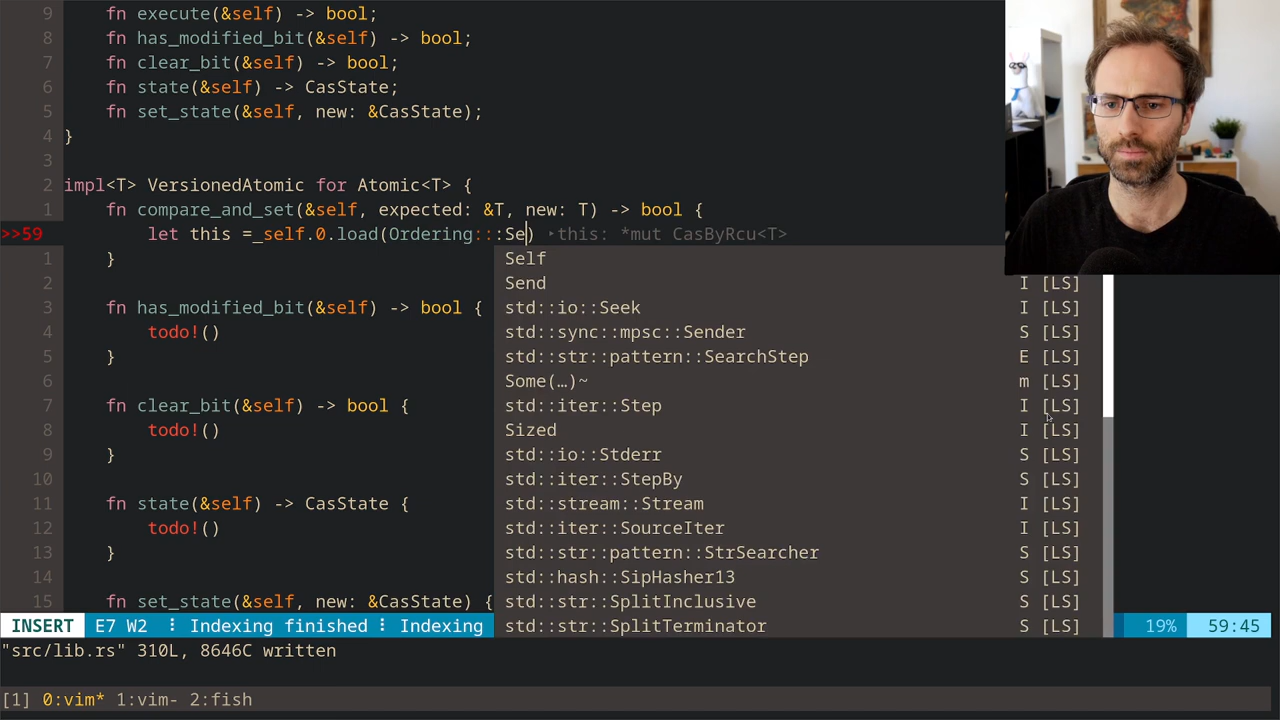 9     fn execute(&self) -> bool;
8     fn has_modified_bit(&self) -> bool;
7     fn clear_bit(&self) -> bool;
6     fn state(&self) -> CasState;
5     fn set_state(&self, new: &CasState);
4 }
3
2 impl<T> VersionedAtomic for Atomic<T> {
1     fn compare_and_set(&self, expected: &T, new: T) -> bool {
>>59         let this =_self.0.load(Ordering:::Se) ‣this: *mut CasByRcu<T>
1     } Self
2 Send I [LS]
3     fn has_modified_bit(&self) -> bool { std::io::Seek I [LS]
4         todo!() std::sync::mpsc::Sender S [LS]
5     } std::str::pattern::SearchStep E [LS]
6 Some(…)~ m [LS]
7     fn clear_bit(&self) -> bool { std::iter::Step I [LS]
8         todo!() Sized I [LS]
9     } std::io::Stderr S [LS]
10 std::iter::StepBy S [LS]
11     fn state(&self) -> CasState { std::stream::Stream I [LS]
12         todo!() std::iter::SourceIter I [LS]
13     } std::str::pattern::StrSearcher S [LS]
14 std::hash::SipHasher13 S [LS]
15     fn set_state(&self, new: &CasState) { std::str::SplitInclusive S [LS]
INSERT E7 W2 ⋮ Indexing finished ⋮ Indexing std::str::SplitTerminator S [LS] 19% 59:45
"src/lib.rs" 310L, 8646C written
[1] 0:vim* 1:vim- 2:fish